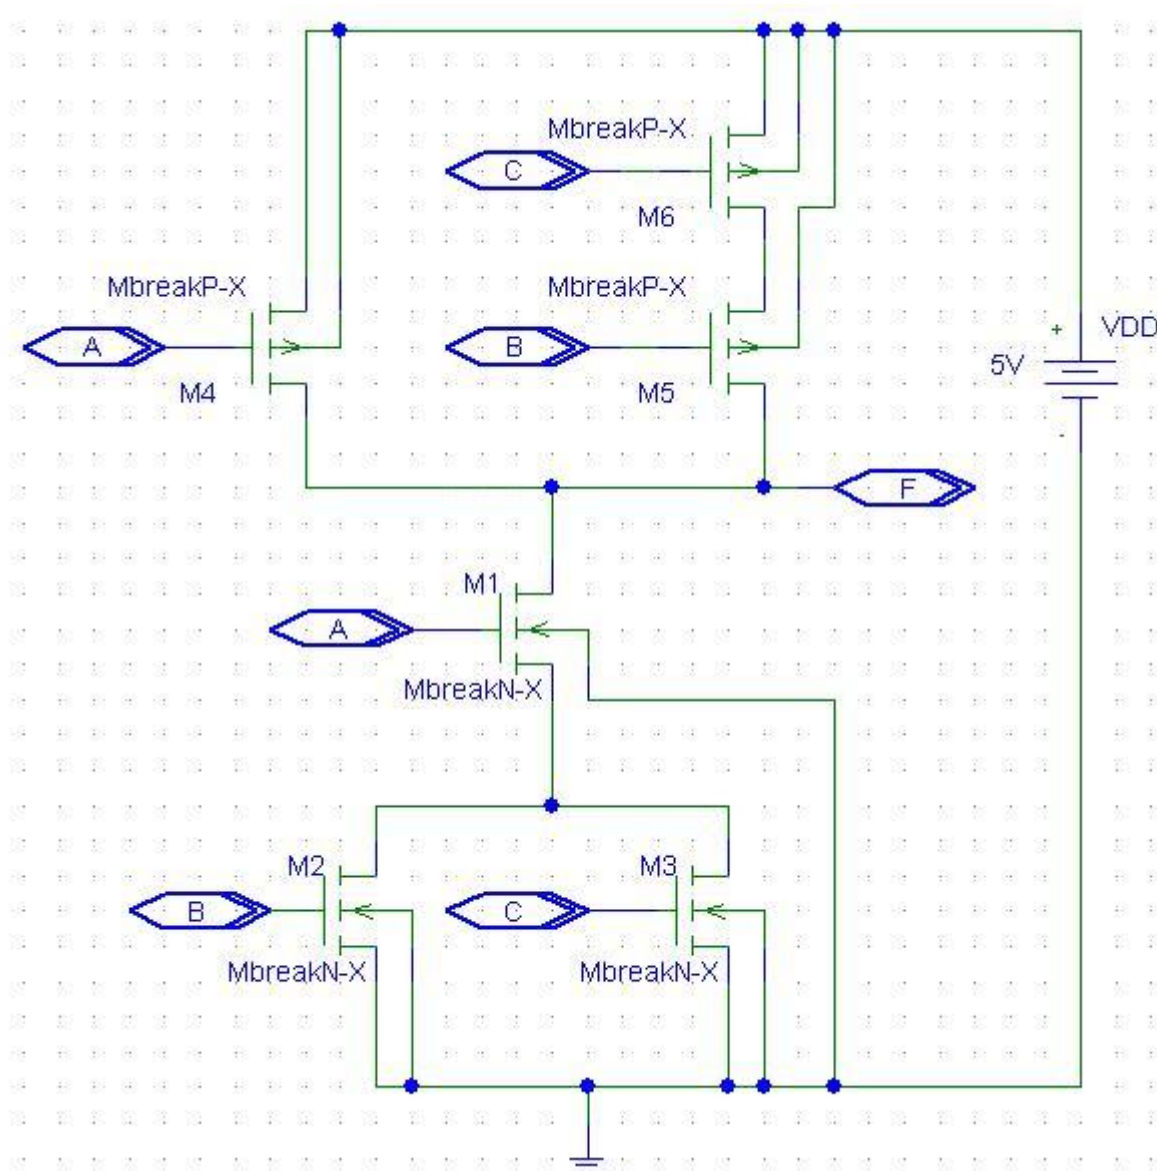 MbreakP-X
C
M6
MbreakP-X
MbreakP-X
A
B
+
VDD
5V
M4
M5
-
F
M1
A
MbreakN-X
M2
M3
B
C
MbreakN-X
MbreakN-X